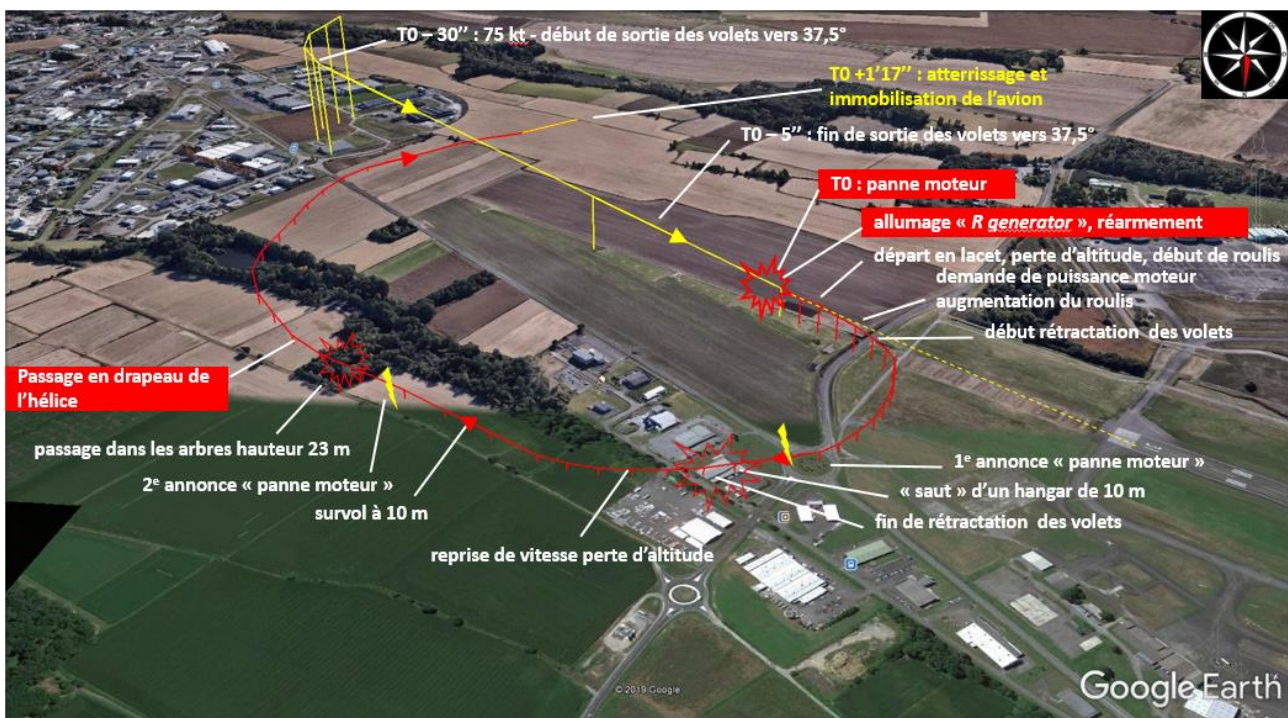 T0 – 30’’ : 75 kt - début de sortie des volets vers 37,5°
T0 +1’17’’ : atterrissage et
immobilisation de l’avion
T0 – 5’’ : fin de sortie des volets vers 37,5°
T0 : panne moteur
allumage « R generator », réarmement
départ en lacet, perte d’altitude, début de roulis
demande de puissance moteur
augmentation du roulis
début rétractation des volets
Passage en drapeau de
l’hélice
passage dans les arbres hauteur 23 m
2e annonce « panne moteur »
survol à 10 m
reprise de vitesse perte d’altitude
1e annonce « panne moteur »
« saut » d’un hangar de 10 m
fin de rétractation des volets
© 2019 Google
Google Earth